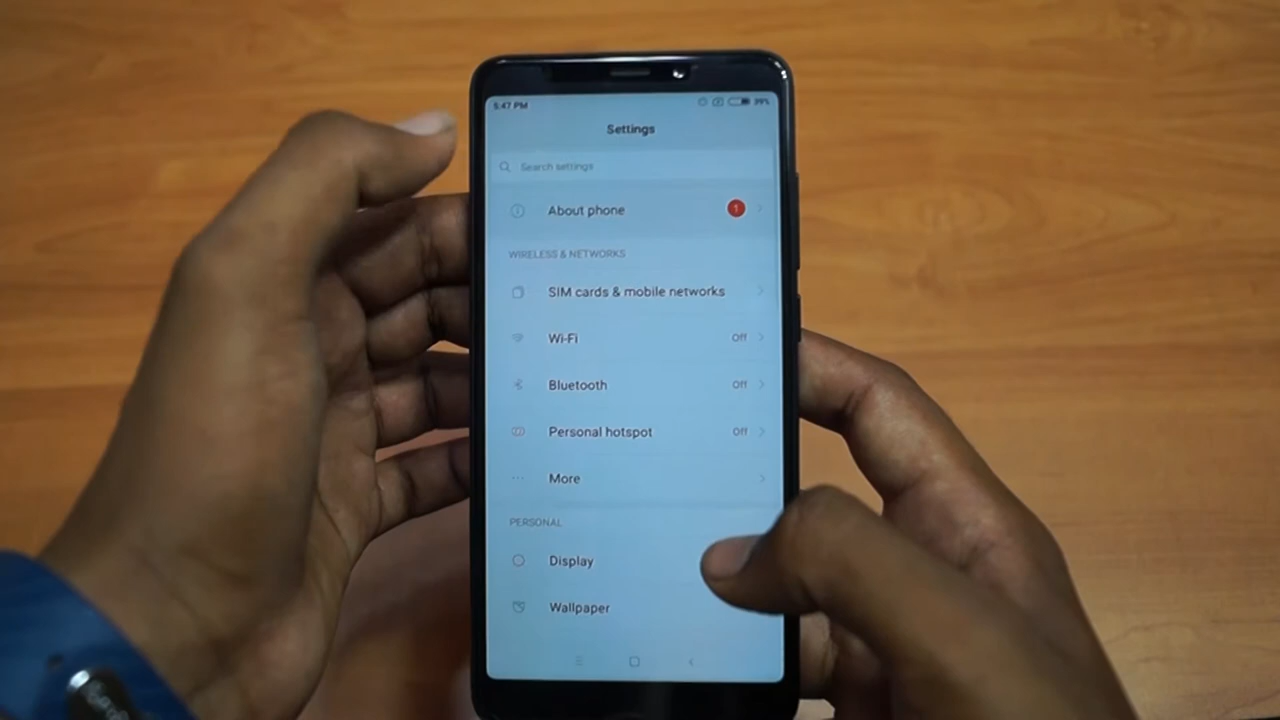 5:47 PM 39%
Settings
Search settings
About phone 1
WIRELESS & NETWORKS
SIM cards & mobile networks
Wi-Fi Off
Bluetooth Off
Personal hotspot Off
More
PERSONAL
Display
Wallpaper